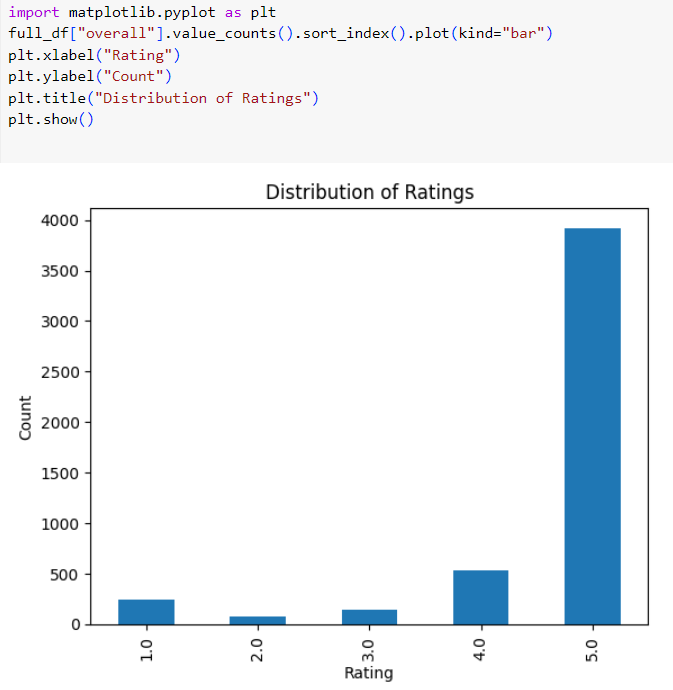 import matplotlib.pyplot as plt
full_df["overall"].value_counts().sort_index().plot(kind="bar")
plt.xlabel("Rating")
plt.ylabel("Count")
plt.title("Distribution of Ratings")
plt.show()
Distribution of Ratings
4000
3500
3000
2500
2000
1500
1000
500
0
Count
1.0
2.0
3.0
4.0
5.0
Rating